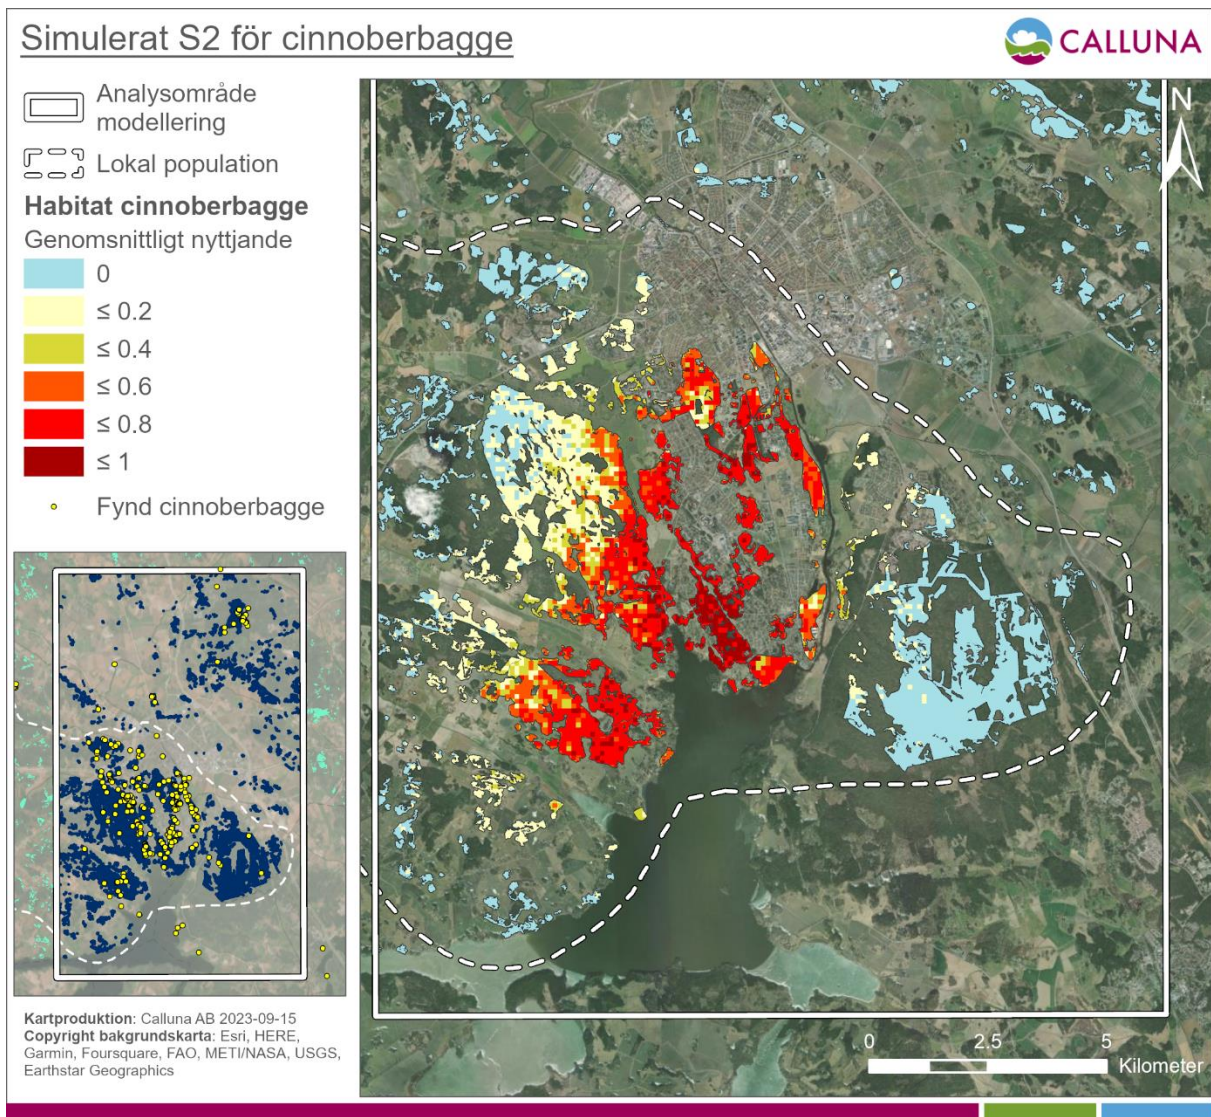 Simulerat S2 för cinnoberbagge
CALLUNA
Analysområde
modellering
Lokal population
Habitat cinnoberbagge
Genomsnittligt nyttjande
0
≤ 0.2
≤ 0.4
≤ 0.6
≤ 0.8
≤ 1
Fynd cinnoberbagge
N
0 2.5 5
Kilometer
Kartproduktion: Calluna AB 2023-09-15
Copyright bakgrundskarta: Esri, HERE,
Garmin, Foursquare, FAO, METI/NASA, USGS,
Earthstar Geographics